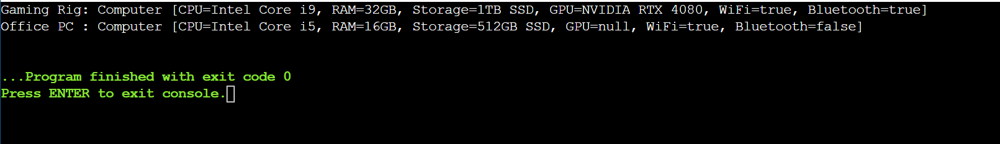 Gaming Rig: Computer [CPU=Intel Core i9, RAM=32GB, Storage=1TB SSD, GPU=NVIDIA RTX 4080, WiFi=true, Bluetooth=true]
Office PC : Computer [CPU=Intel Core i5, RAM=16GB, Storage=512GB SSD, GPU=null, WiFi=true, Bluetooth=false]
...Program finished with exit code 0
Press ENTER to exit console.